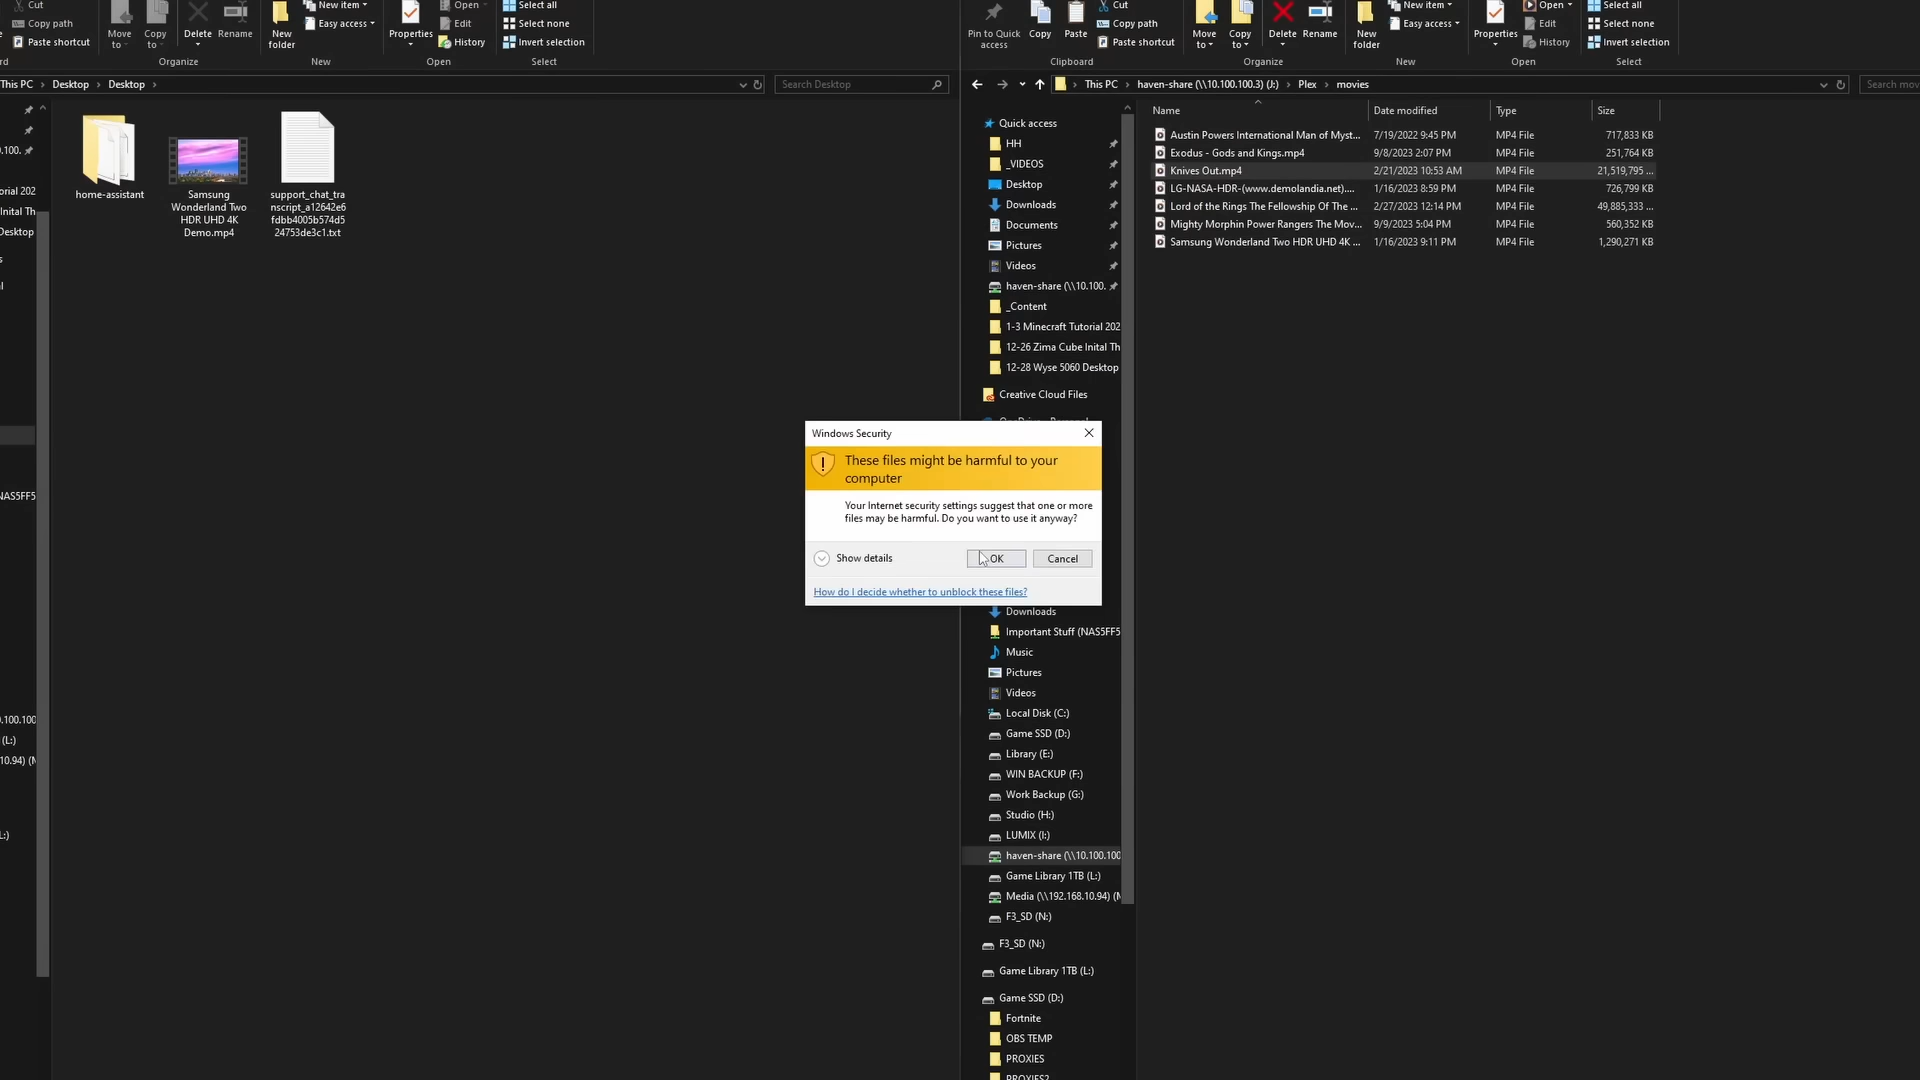 Cut
Copy path
Paste shortcut
Move to
Copy to
Delete
Rename
Organize
New folder
New item
Easy access
New
Properties
Open
Edit
History
Open
Select all
Select none
Invert selection
Select
Pin to Quick access
Copy
Paste
Cut
Copy path
Paste shortcut
Clipboard
Move to
Copy to
Delete
Rename
Organize
New folder
New item
Easy access
New
Properties
Open
Edit
History
Open
Select all
Select none
Invert selection
Select
This PC > Desktop > Desktop >
Search Desktop
This PC > haven-share (\\10.100.100.3) (J:) > Plex > movies
Search mov
home-assistant
Samsung
Wonderland Two
HDR UHD 4K
Demo.mp4
support_chat_tra
nscript_a12642e6
fdbb4005b574d5
24753de3c1.txt
Quick access
HH
_VIDEOS
Desktop
Downloads
Documents
Pictures
Videos
haven-share (\\10.100.
_Content
1-3 Minecraft Tutorial 202
12-26 Zima Cube Inital Th
12-28 Wyse 5060 Desktop
Creative Cloud Files
Downloads
Important Stuff (NAS5FF5
Music
Pictures
Videos
Local Disk (C:)
Game SSD (D:)
Library (E:)
WIN BACKUP (F:)
Work Backup (G:)
Studio (H:)
LUMIX (I:)
haven-share (\\10.100.100
Game Library 1TB (L:)
Media (\\192.168.10.94) (M
F3_SD (N:)
F3_SD (N:)
Game Library 1TB (L:)
Game SSD (D:)
Fortnite
OBS TEMP
PROXIES
PROXIES2
Name Date modified Type Size
Austin Powers International Man of Myst... 7/19/2022 9:45 PM MP4 File 717,833 KB
Exodus - Gods and Kings.mp4 9/8/2023 2:07 PM MP4 File 251,764 KB
Knives Out.mp4 2/21/2023 10:53 AM MP4 File 21,519,795 ...
LG-NASA-HDR-(www.demolandia.net).... 1/16/2023 8:59 PM MP4 File 726,799 KB
Lord of the Rings The Fellowship Of The ... 2/27/2023 12:14 PM MP4 File 49,885,333 ...
Mighty Morphin Power Rangers The Mov... 9/9/2023 5:04 PM MP4 File 560,352 KB
Samsung Wonderland Two HDR UHD 4K ... 1/16/2023 9:11 PM MP4 File 1,290,271 KB
Windows Security
These files might be harmful to your
computer
Your Internet security settings suggest that one or more
files may be harmful. Do you want to use it anyway?
Show details
OK
Cancel
How do I decide whether to unblock these files?